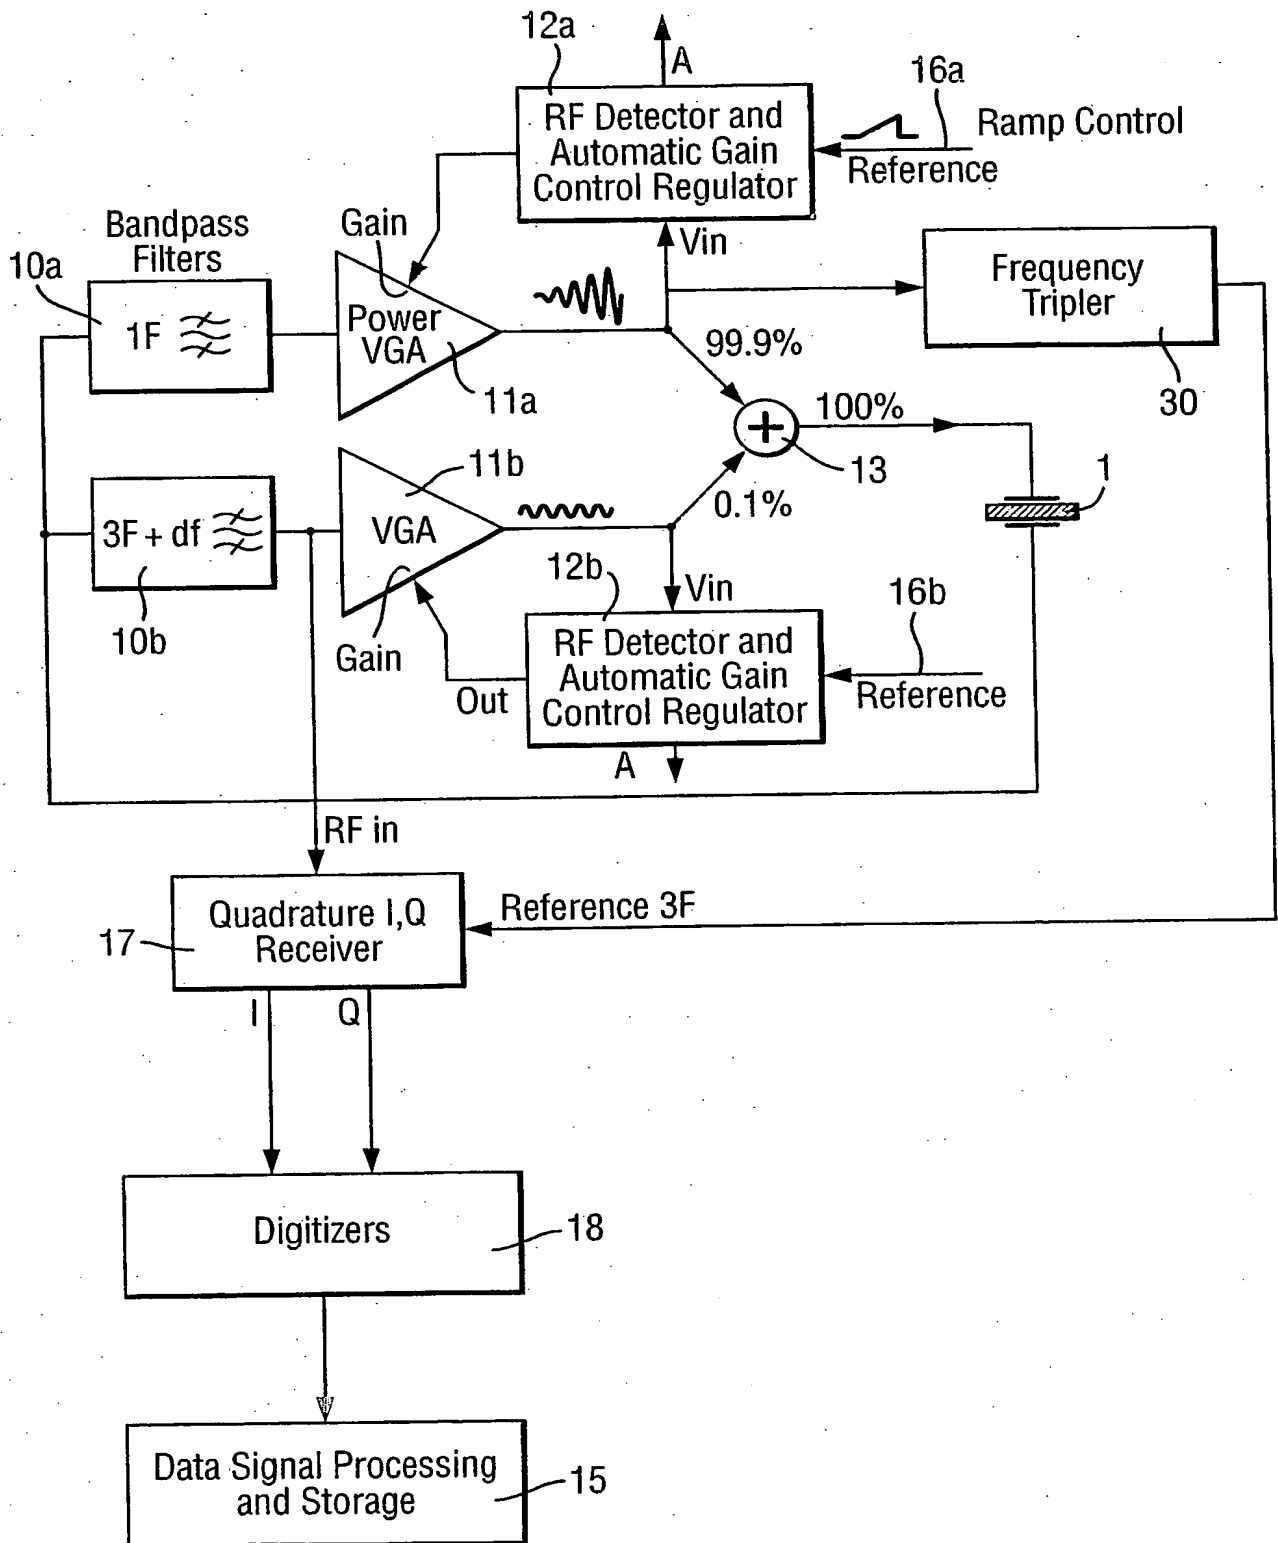 12a
A
16a
RF Detector and
Automatic Gain
Control Regulator
Ramp Control
Reference
Bandpass
Filters
Gain
Vin
10a
1F
Power
VGA
11a
Frequency
Tripler
30
99.9%
100%
13
0.1%
1
11b
3F + df
VGA
10b
Gain
12b
Vin
16b
RF Detector and
Automatic Gain
Control Regulator
Out
Reference
A
RF in
Quadrature I,Q
Receiver
17
Reference 3F
I
Q
Digitizers
18
Data Signal Processing
and Storage
15